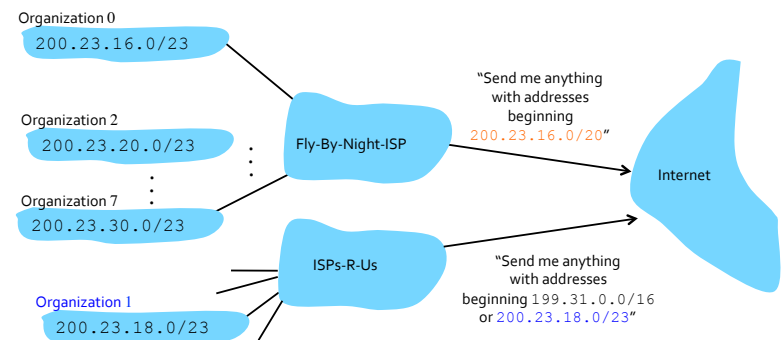 Organization 0
200.23.16.0/23
Organization 2
200.23.20.0/23
Organization 7
200.23.30.0/23
Fly-By-Night-ISP
“Send me anything
with addresses
beginning
200.23.16.0/20”
Internet
ISPs-R-Us
Organization 1
200.23.18.0/23
“Send me anything
with addresses
beginning 199.31.0.0/16
or 200.23.18.0/23”